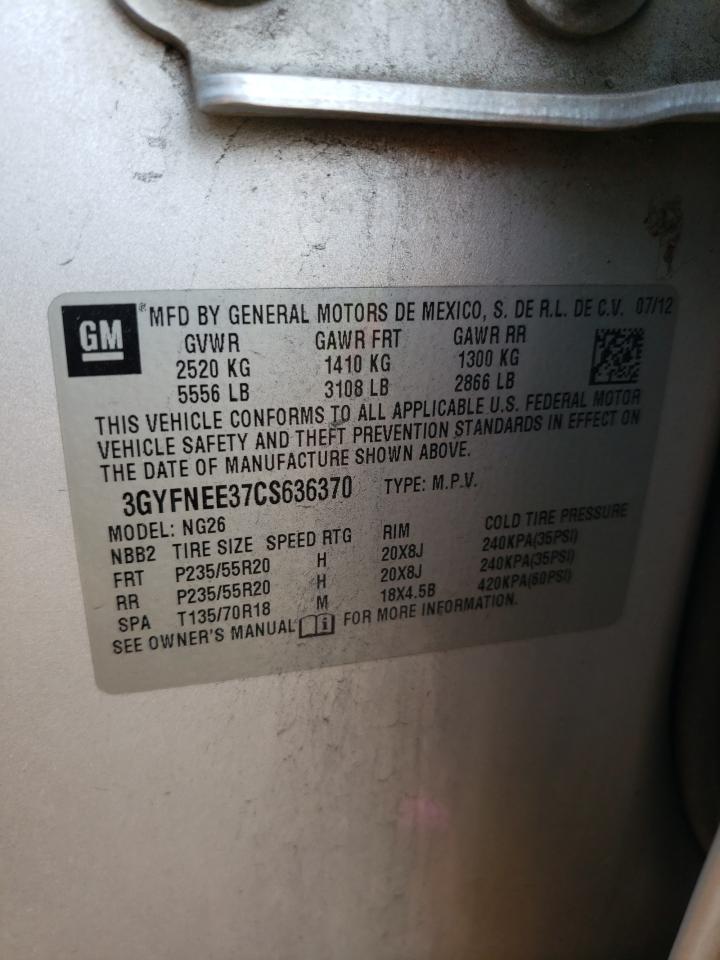 GM ® MFD BY GENERAL MOTORS DE MEXICO, S. DE R.L. DE C.V. 07/12
GVWR GAWR FRT GAWR RR
2520 KG 1410 KG 1300 KG
5556 LB 3108 LB 2866 LB
THIS VEHICLE CONFORMS TO ALL APPLICABLE U.S. FEDERAL MOTOR
VEHICLE SAFETY AND THEFT PREVENTION STANDARDS IN EFFECT ON
THE DATE OF MANUFACTURE SHOWN ABOVE.
3GYFNEE37CS636370 TYPE: M.P.V.
MODEL: NG26
NBB2 TIRE SIZE SPEED RTG RIM COLD TIRE PRESSURE
FRT P235/55R20 H 20X8J 240KPA(35PSI)
RR P235/55R20 H 20X8J 240KPA(35PSI)
SPA T135/70R18 M 18X4.5B 420KPA(60PSI)
SEE OWNER'S MANUAL i FOR MORE INFORMATION.